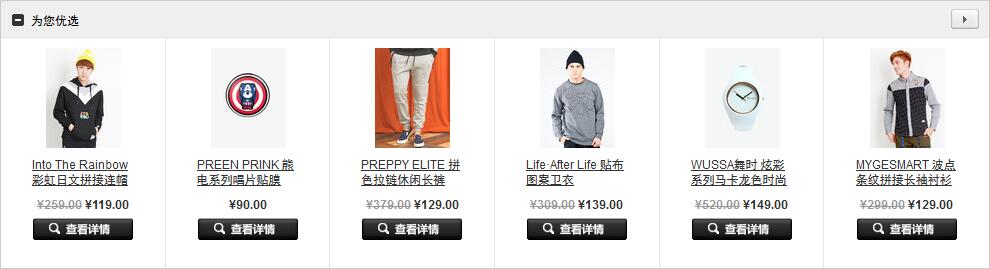 为您优选
Into The Rainbow
彩虹日文拼接连帽
¥259.00 ¥119.00
查看详情
PREEN PRINK 熊
电系列唱片贴膜
¥90.00
查看详情
PREPPY ELITE 拼
色拉链休闲长裤
¥379.00 ¥129.00
查看详情
Life·After Life 贴布
图案卫衣
¥309.00 ¥139.00
查看详情
WUSSA舞时 炫彩
系列马卡龙色时尚
¥520.00 ¥149.00
查看详情
MYGESMART 波点
条纹拼接长袖衬衫
¥299.00 ¥129.00
查看详情